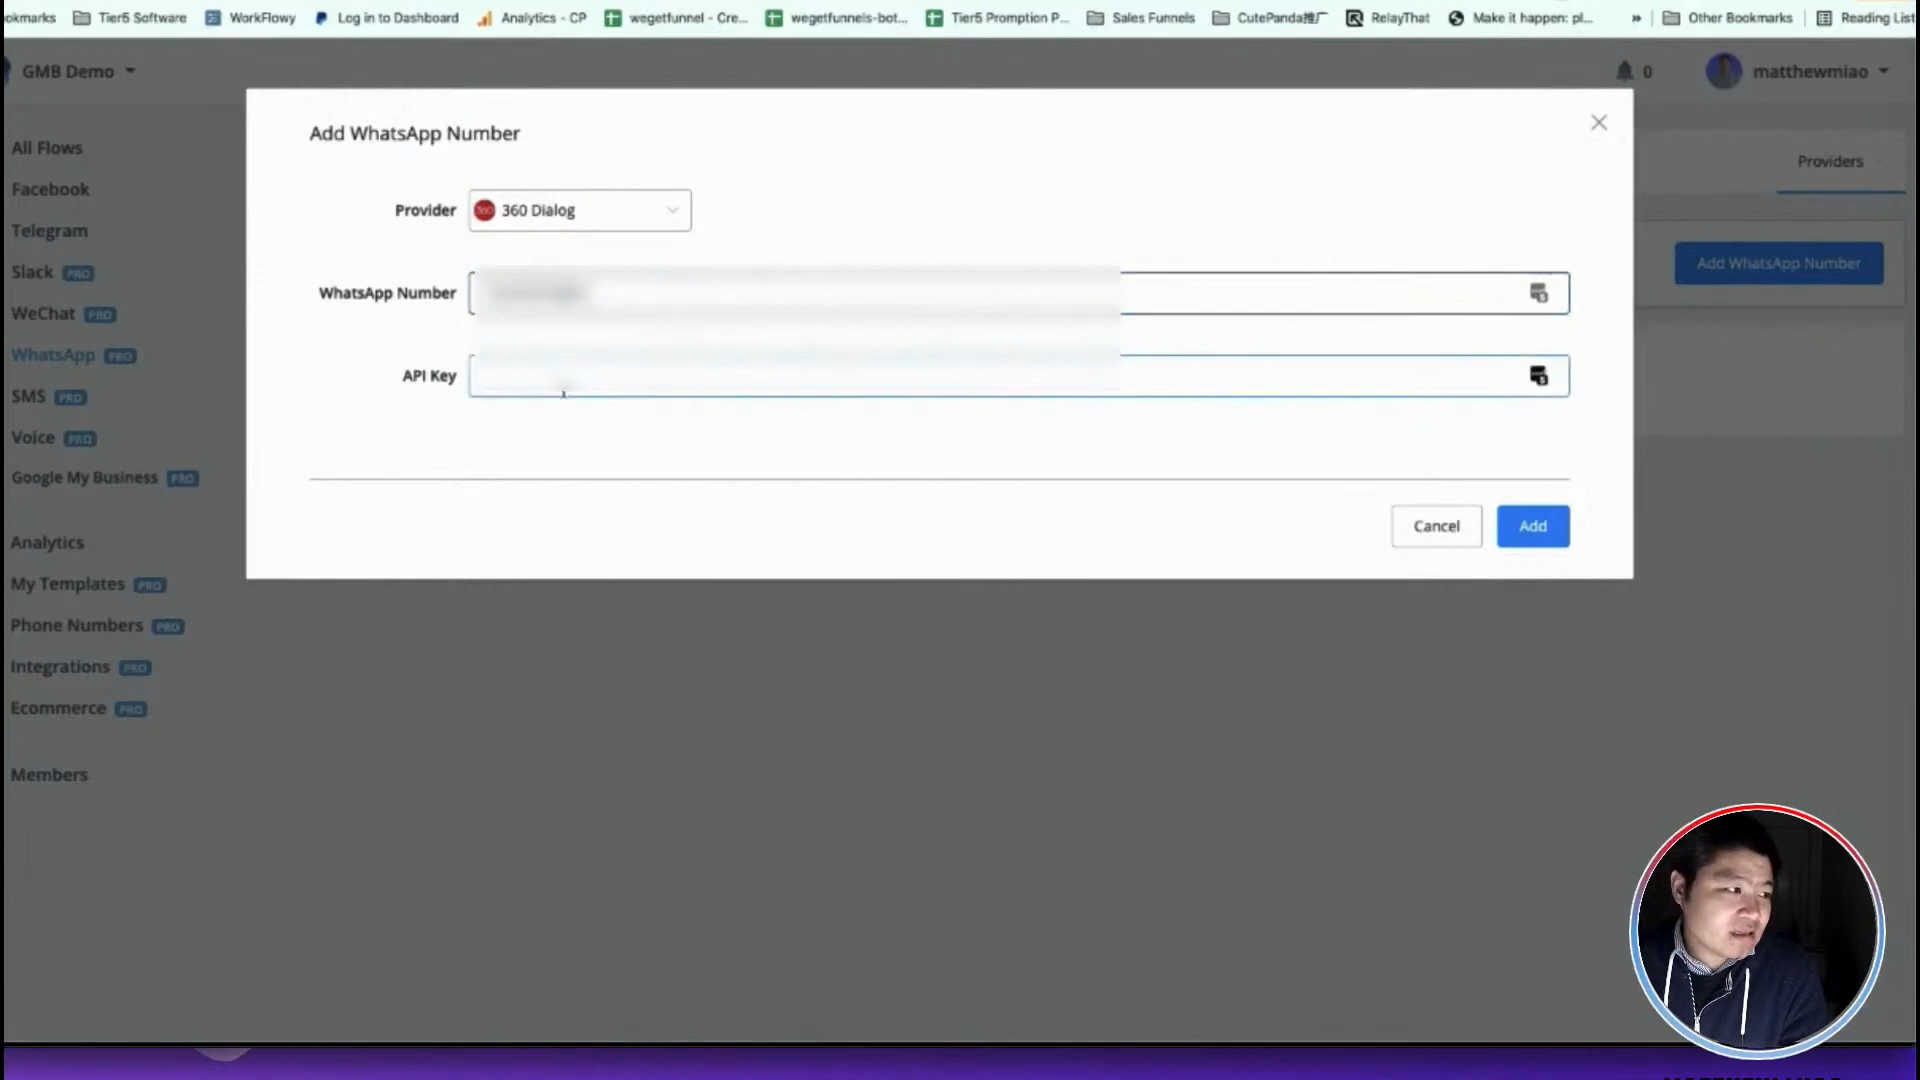 okmarks Tier5 Software WorkFlowy Log in to Dashboard Analytics - CP wegetfunnel - Cre... wegetfunnels-bot... Tier5 Promption P... Sales Funnels CutePanda推广 RelayThat Make it happen: pl... » Other Bookmarks Reading List
GMB Demo
0 matthewmiao
Add WhatsApp Number
All Flows
Providers
Facebook
Provider 360 Dialog
Telegram
Add WhatsApp Number
Slack PRO
WhatsApp Number
WeChat PRO
WhatsApp PRO
API Key
SMS PRO
Voice PRO
Google My Business PRO
Cancel Add
Analytics
My Templates PRO
Phone Numbers PRO
Integrations PRO
Ecommerce PRO
Members